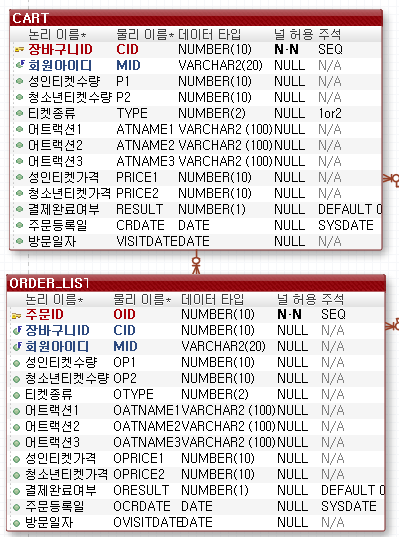 CART
논리 이름* 물리 이름* 데이터 타입 널 허용 주석
장바구니ID CID NUMBER(10) N·N SEQ
회원아이디 MID VARCHAR2(20) NULL N/A
성인티켓수량 P1 NUMBER(10) NULL N/A
청소년티켓수량 P2 NUMBER(10) NULL N/A
티켓종류 TYPE NUMBER(2) NULL 1or2
어트랙션1 ATNAME1 VARCHAR2 (100) NULL N/A
어트랙션2 ATNAME2 VARCHAR2 (100) NULL N/A
어트랙션3 ATNAME3 VARCHAR2 (100) NULL N/A
성인티켓가격 PRICE1 NUMBER(10) NULL N/A
청소년티켓가격 PRICE2 NUMBER(10) NULL N/A
결제완료여부 RESULT NUMBER(1) NULL DEFAULT 0
주문등록일 CRDATE DATE NULL SYSDATE
방문일자 VISITDATE DATE NULL N/A
ORDER_LIST
논리 이름* 물리 이름* 데이터 타입 널 허용 주석
주문ID OID NUMBER(10) N·N SEQ
장바구니ID CID NUMBER(10) NULL N/A
회원아이디 MID VARCHAR2(20) NULL N/A
성인티켓수량 OP1 NUMBER(10) NULL N/A
청소년티켓수량 OP2 NUMBER(10) NULL N/A
티켓종류 OTYPE NUMBER(2) NULL N/A
어트랙션1 OATNAME1 VARCHAR2 (100) NULL N/A
어트랙션2 OATNAME2 VARCHAR2 (100) NULL N/A
어트랙션3 OATNAME3 VARCHAR2 (100) NULL N/A
성인티켓가격 OPRICE1 NUMBER(10) NULL N/A
청소년티켓가격 OPRICE2 NUMBER(10) NULL N/A
결제완료여부 ORESULT NUMBER(1) NULL DEFAULT 0
주문등록일 OCRDATE DATE NULL SYSDATE
방문일자 OVISITDATE DATE NULL N/A